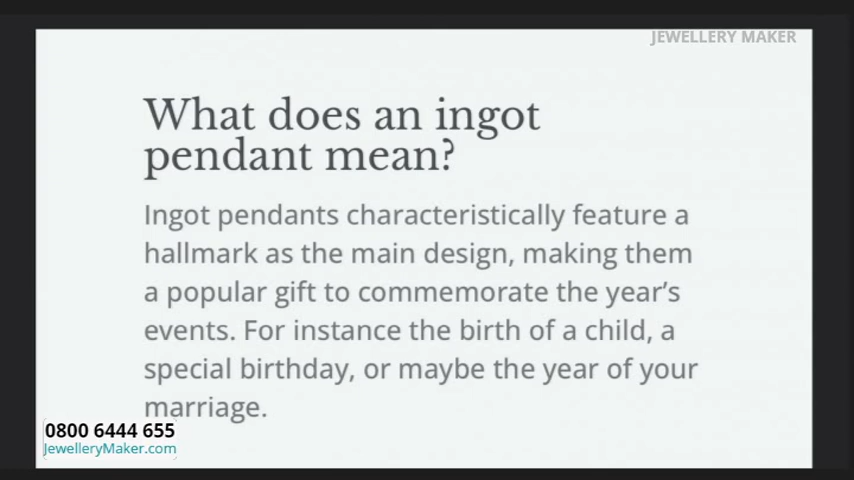 JEWELLERY MAKER
What does an ingot
pendant mean?
Ingot pendants characteristically feature a
hallmark as the main design, making them
a popular gift to commemorate the year’s
events. For instance the birth of a child, a
special birthday, or maybe the year of your
marriage.
0800 6444 655
JewelleryMaker.com